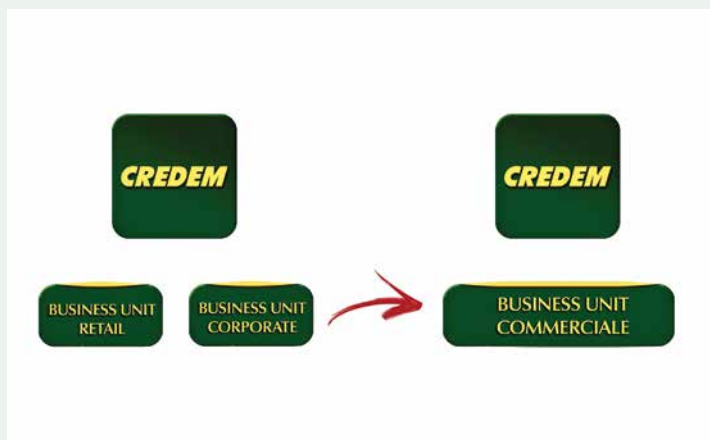 CREDEM
CREDEM
BUSINESS UNIT
RETAIL
BUSINESS UNIT
CORPORATE
BUSINESS UNIT
COMMERCIALE